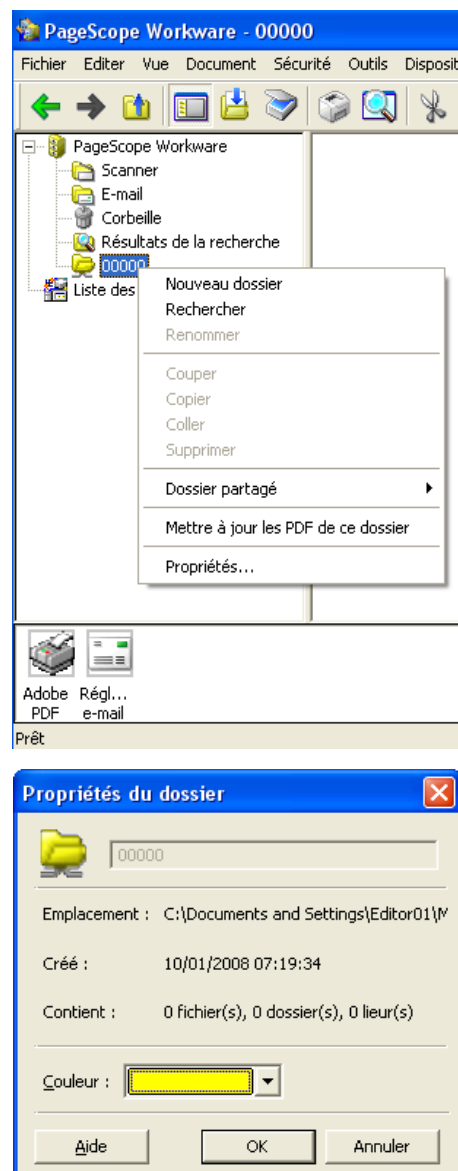 PageScope Workware - 00000
Fichier Editer Vue Document Sécurité Outils Disposit
PageScope Workware
Scanner
E-mail
Corbeille
Résultats de la recherche
00000
Liste des
Nouveau dossier
Rechercher
Renommer
Couper
Copier
Coller
Supprimer
Dossier partagé
Mettre à jour les PDF de ce dossier
Propriétés...
Adobe Régl...
PDF e-mail
Prêt
Propriétés du dossier
00000
Emplacement : C:\Documents and Settings\Editor01\M
Créé : 10/01/2008 07:19:34
Contient : 0 fichier(s), 0 dossier(s), 0 lieur(s)
Couleur :
Aide OK Annuler